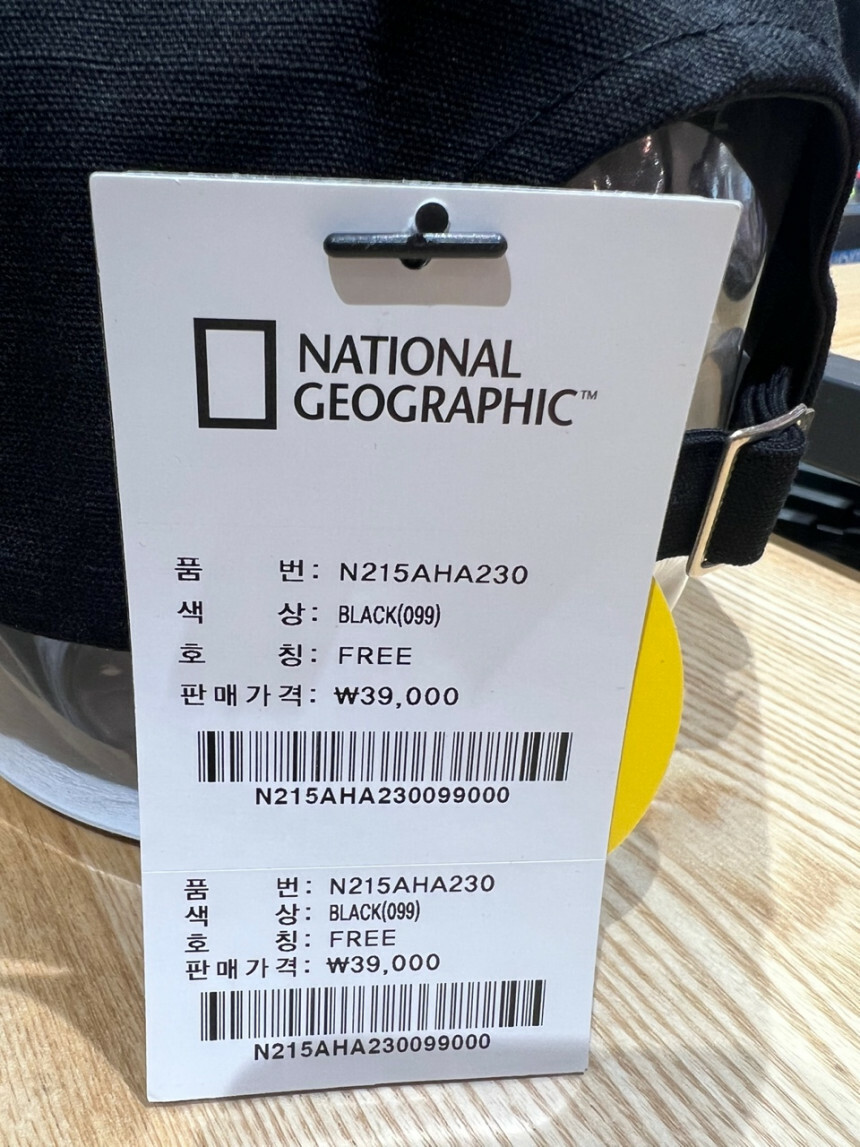 NATIONAL
GEOGRAPHIC™
품 번: N215AHA230
색 상: BLACK(099)
호 칭: FREE
판매가격: ₩39,000
N215AHA230099000
품 번: N215AHA230
색 상: BLACK(099)
호 칭: FREE
판매가격: ₩39,000
N215AHA230099000